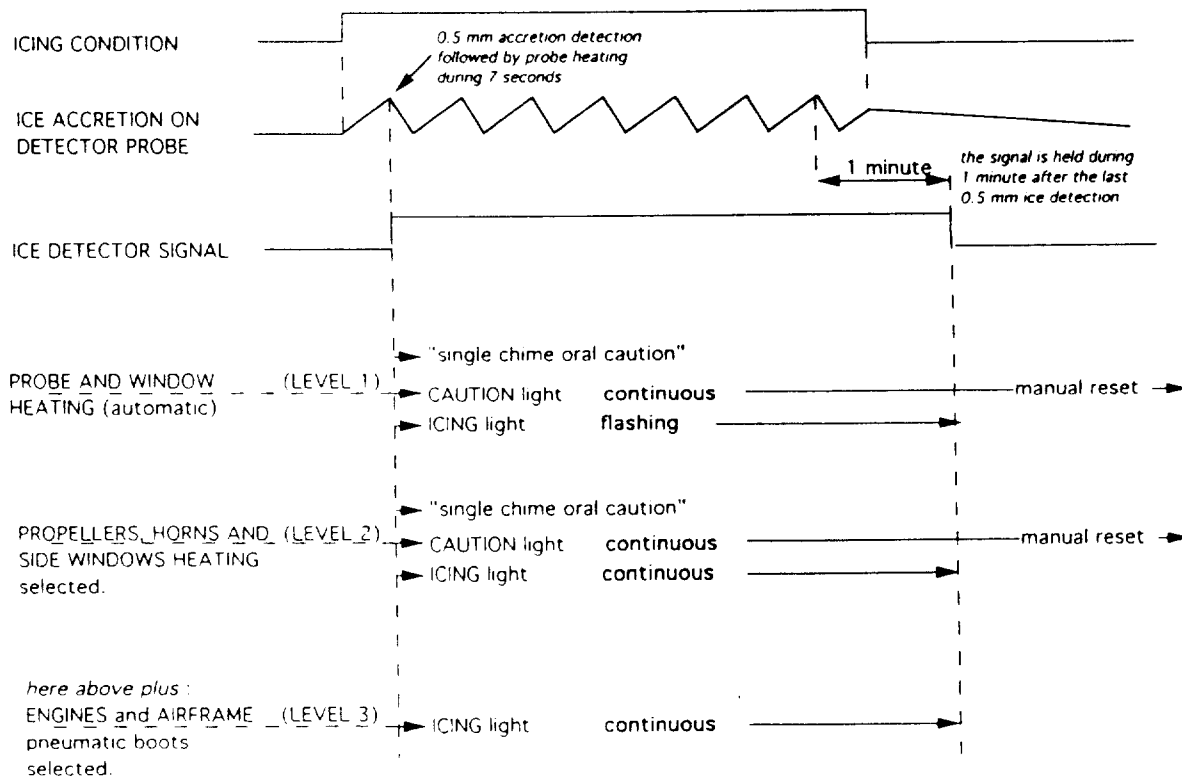 ICING CONDITION
0.5 mm accretion detection
followed by probe heating
during 7 seconds
ICE ACCRETION ON
DETECTOR PROBE
1 minute
the signal is held during
1 minute after the last
0.5 mm ice detection
ICE DETECTOR SIGNAL
"single chime oral caution"
PROBE AND WINDOW (LEVEL 1)
HEATING (automatic)
CAUTION light continuous manual reset
ICING light flashing
"single chime oral caution"
PROPELLERS, HORNS AND (LEVEL 2)
SIDE WINDOWS HEATING
selected.
CAUTION light continuous manual reset
ICING light continuous
here above plus :
ENGINES and AIRFRAME (LEVEL 3)
pneumatic boots
selected.
ICING light continuous